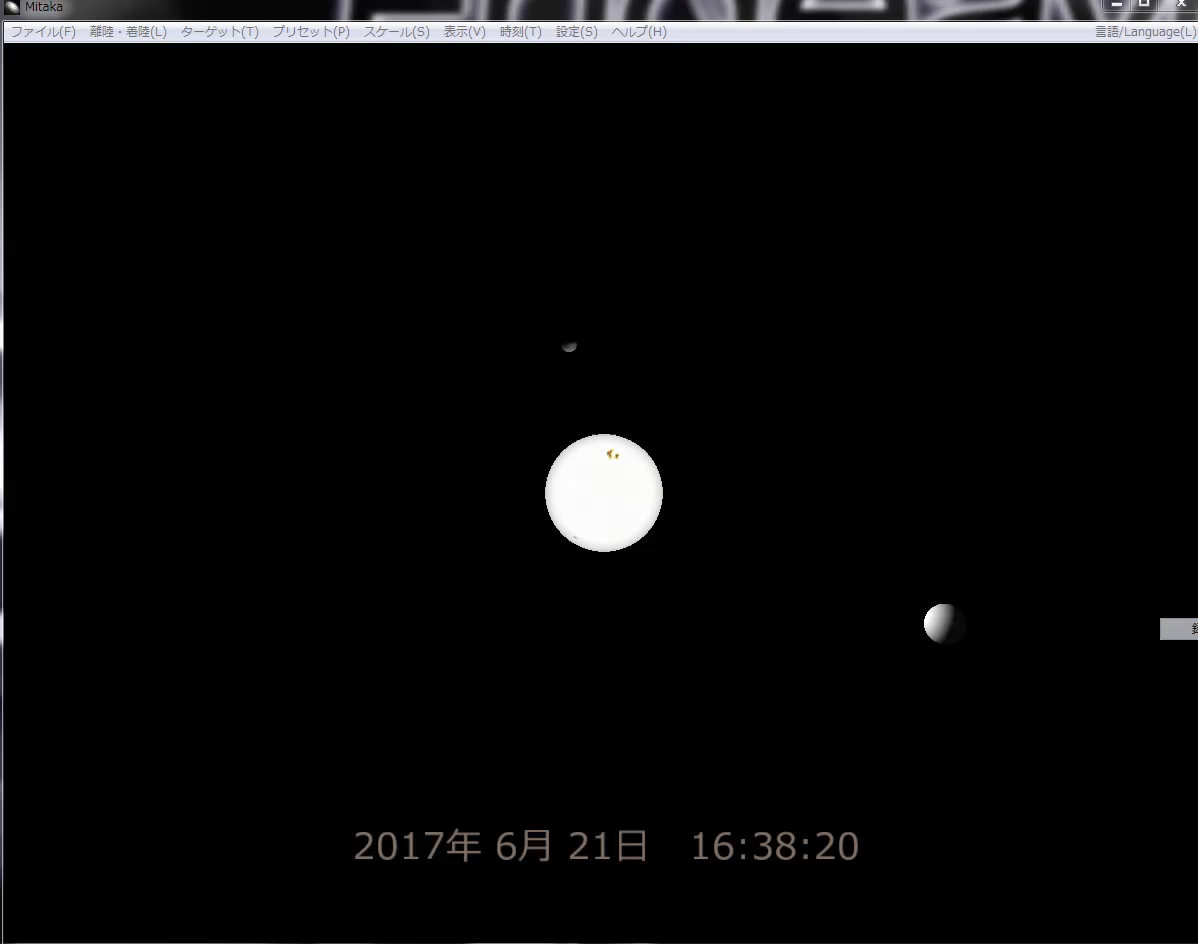 Mitaka
ファイル(F) 離陸・着陸(L) ターゲット(T) プリセット(P) スケール(S) 表示(V) 時刻(T) 設定(S) ヘルプ(H) 言語/Language(L)
2017年 6月 21日 16:38:20